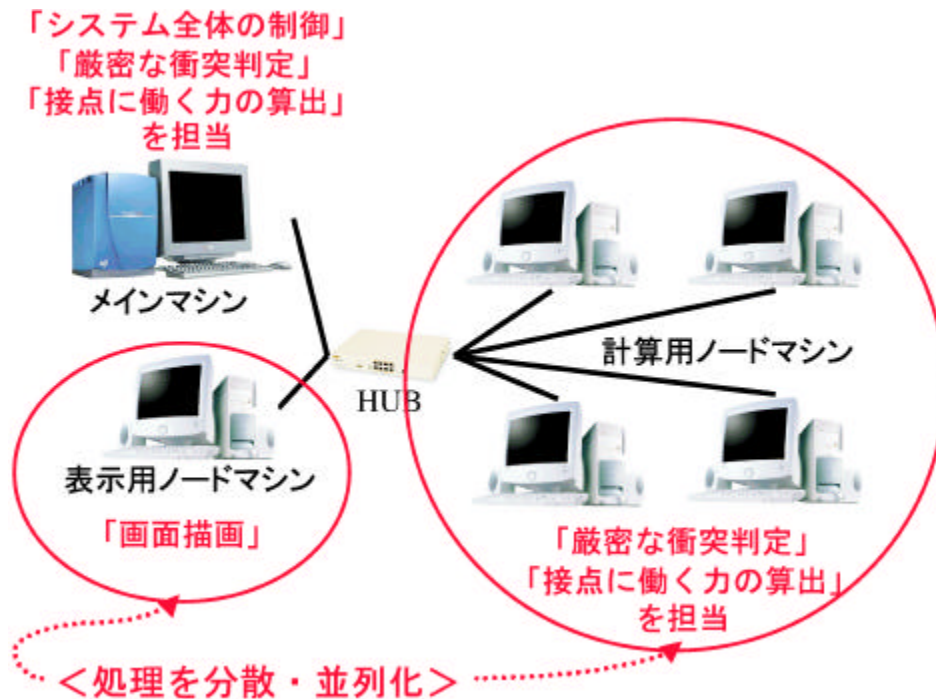 「システム全体の制御」
「厳密な衝突判定」
「接点に働く力の算出」
を担当
メインマシン
HUB
計算用ノードマシン
表示用ノードマシン
「画面描画」
「厳密な衝突判定」
「接点に働く力の算出」
を担当
＜処理を分散・並列化＞